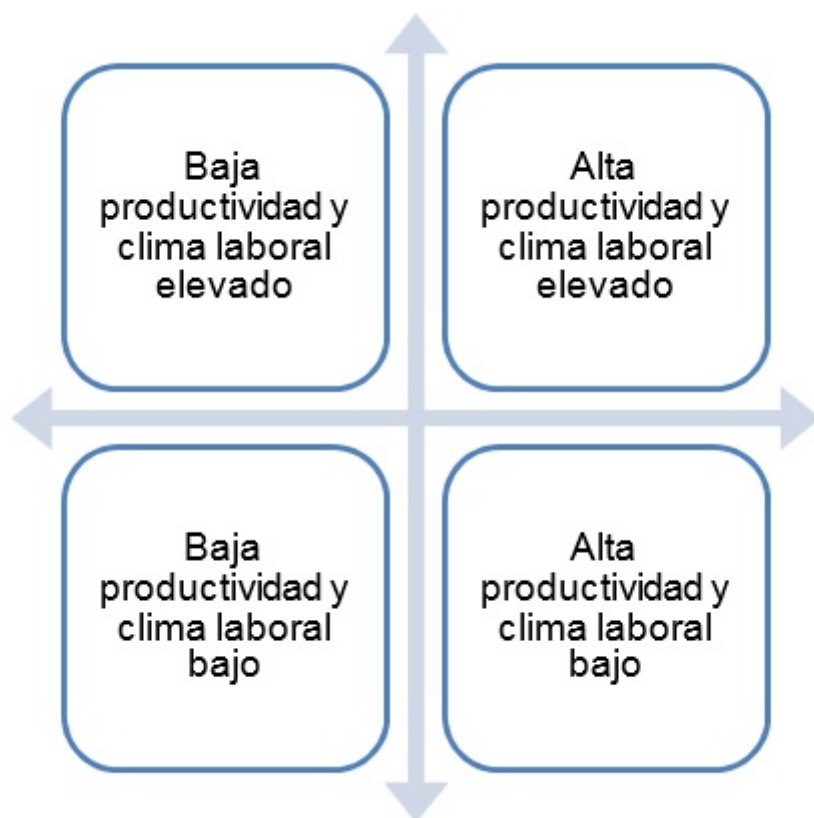 Baja
productividad y
clima laboral
elevado
Alta
productividad y
clima laboral
elevado
Baja
productividad y
clima laboral
bajo
Alta
productividad y
clima laboral
bajo